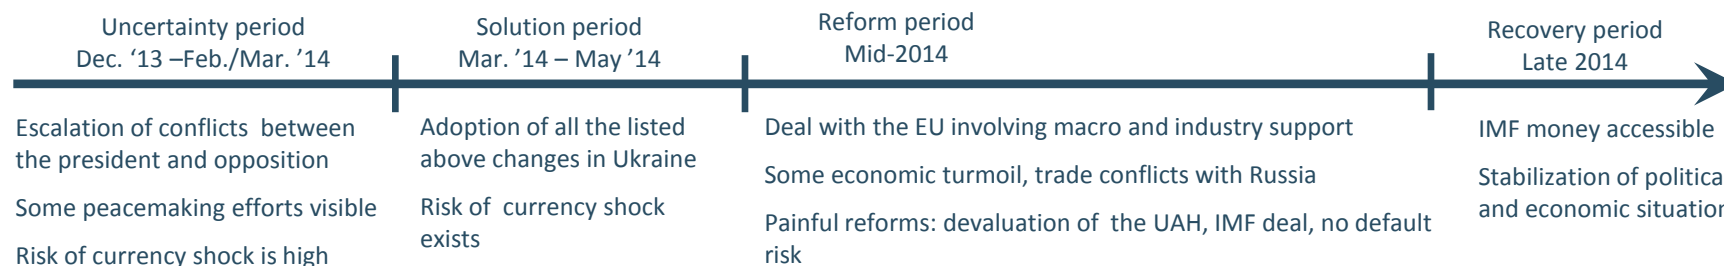 Uncertainty period
Dec. ‘13 –Feb./Mar. ’14
Escalation of conflicts between
the president and opposition
Some peacemaking efforts visible
Risk of currency shock is high
Solution period
Mar. ’14 – May ’14
Adoption of all the listed
above changes in Ukraine
Risk of currency shock
exists
Reform period
Mid-2014
Deal with the EU involving macro and industry support
Some economic turmoil, trade conflicts with Russia
Painful reforms: devaluation of the UAH, IMF deal, no default
risk
Recovery period
Late 2014
IMF money accessible
Stabilization of politica
and economic situation